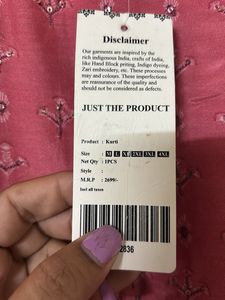 Disclaimer
Our garments are inspired by the
rich indigenous India, crafts of India,
like Hand Block priting, Indigo dyeing,
Zari embroidery, etc. These processes
may and colours. These imperfections
are reassurance of the quality and
should not be considered as defects.
JUST THE PRODUCT
Product : Kurti
Size : M L XL 2XL 3XL 4XL
Net Qty : 1PCS
Style :
M.R.P : 2699/-
Incl all taxes
2836